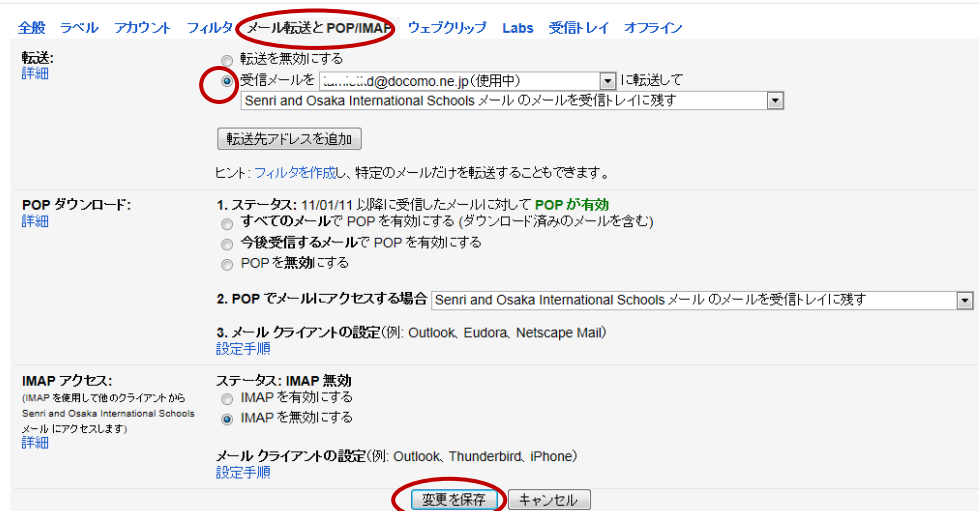 全般 ラベル アカウント フィルタ メール転送と POP/IMAP ウェブクリップ Labs 受信トレイ オフライン
転送:
詳細
転送を無効にする
受信メールを @docomo.ne.jp(使用中) に転送して
Senri and Osaka International Schools メール のメールを受信トレイに残す
転送先アドレスを追加
ヒント: フィルタを作成し、特定のメールだけを転送することもできます。
POP ダウンロード:
詳細
1. ステータス: 11/01/11 以降に受信したメールに対して POP が有効
すべてのメールで POP を有効にする (ダウンロード済みのメールを含む)
今後受信するメールで POP を有効にする
POP を無効にする
2. POP でメールにアクセスする場合 Senri and Osaka International Schools メール のメールを受信トレイに残す
3. メール クライアントの設定(例: Outlook、Eudora、Netscape Mail)
設定手順
IMAP アクセス:
(IMAP を使用して他のクライアントから
Senri and Osaka International Schools
メール にアクセスします)
詳細
ステータス: IMAP 無効
IMAP を有効にする
IMAP を無効にする
メール クライアントの設定(例: Outlook、Thunderbird、iPhone)
設定手順
変更を保存 キャンセル